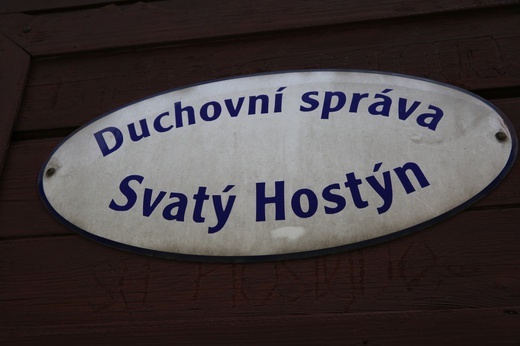 Duchovní správa
Svatý Hostýn